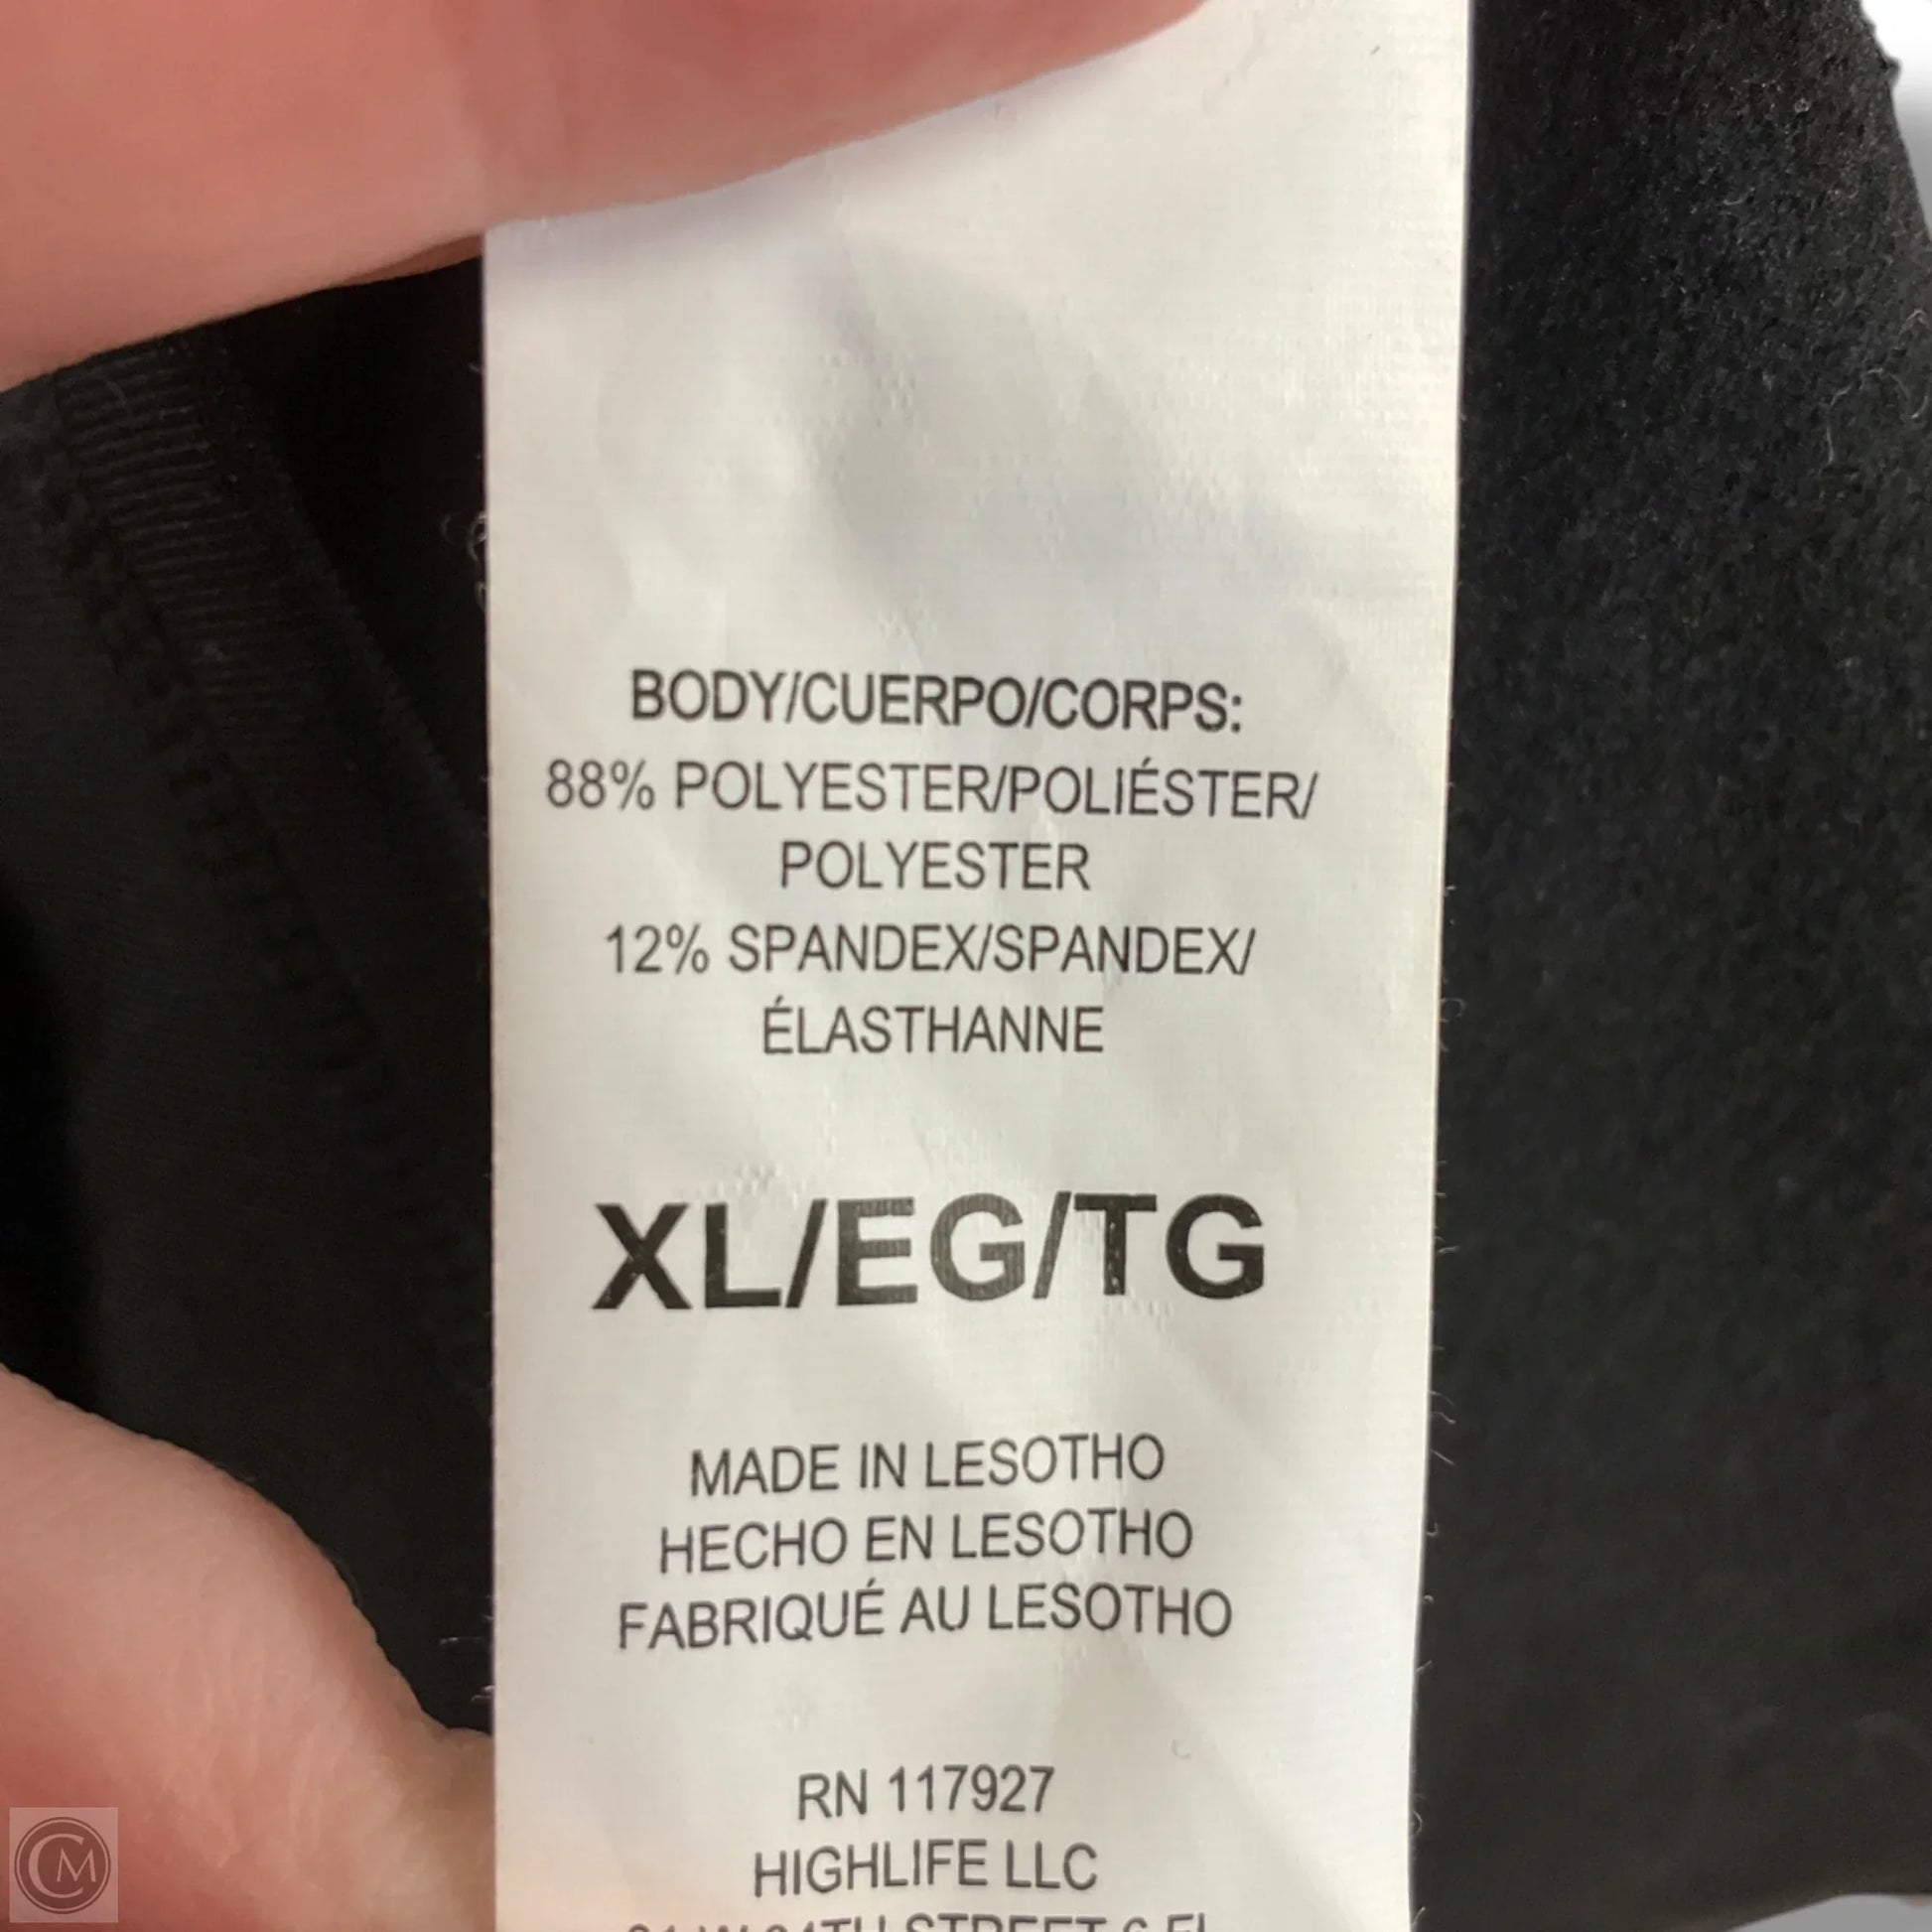 BODY/CUERPO/CORPS:
88% POLYESTER/POLIÉSTER/
POLYESTER
12% SPANDEX/SPANDEX/
ÉLASTHANNE
XL/EG/TG
MADE IN LESOTHO
HECHO EN LESOTHO
FABRIQUÉ AU LESOTHO
RN 117927
HIGHLIFE LLC
CM